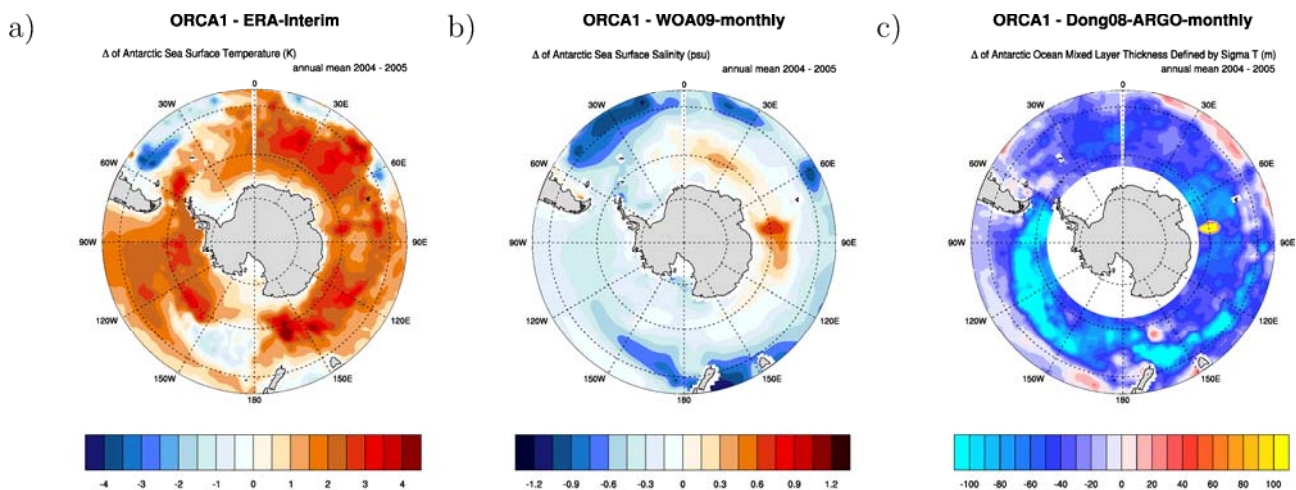 a)
ORCA1 - ERA-Interim
Δ of Antarctic Sea Surface Temperature (K)
annual mean 2004 - 2005
0
30W
30E
60W
60E
90W
90E
120W
120E
150W
150E
180
-4 -3 -2 -1 0 1 2 3 4
b)
ORCA1 - WOA09-monthly
Δ of Antarctic Sea Surface Salinity (psu)
annual mean 2004 - 2005
0
30W
30E
60W
60E
90W
90E
120W
120E
150W
150E
180
-1.2 -0.9 -0.6 -0.3 0 0.3 0.6 0.9 1.2
c)
ORCA1 - Dong08-ARGO-monthly
Δ of Antarctic Ocean Mixed Layer Thickness Defined by Sigma T (m)
annual mean 2004 - 2005
0
30W
30E
60W
60E
90W
90E
120W
120E
150W
150E
180
-100 -80 -60 -40 -20 0 20 40 60 80 100